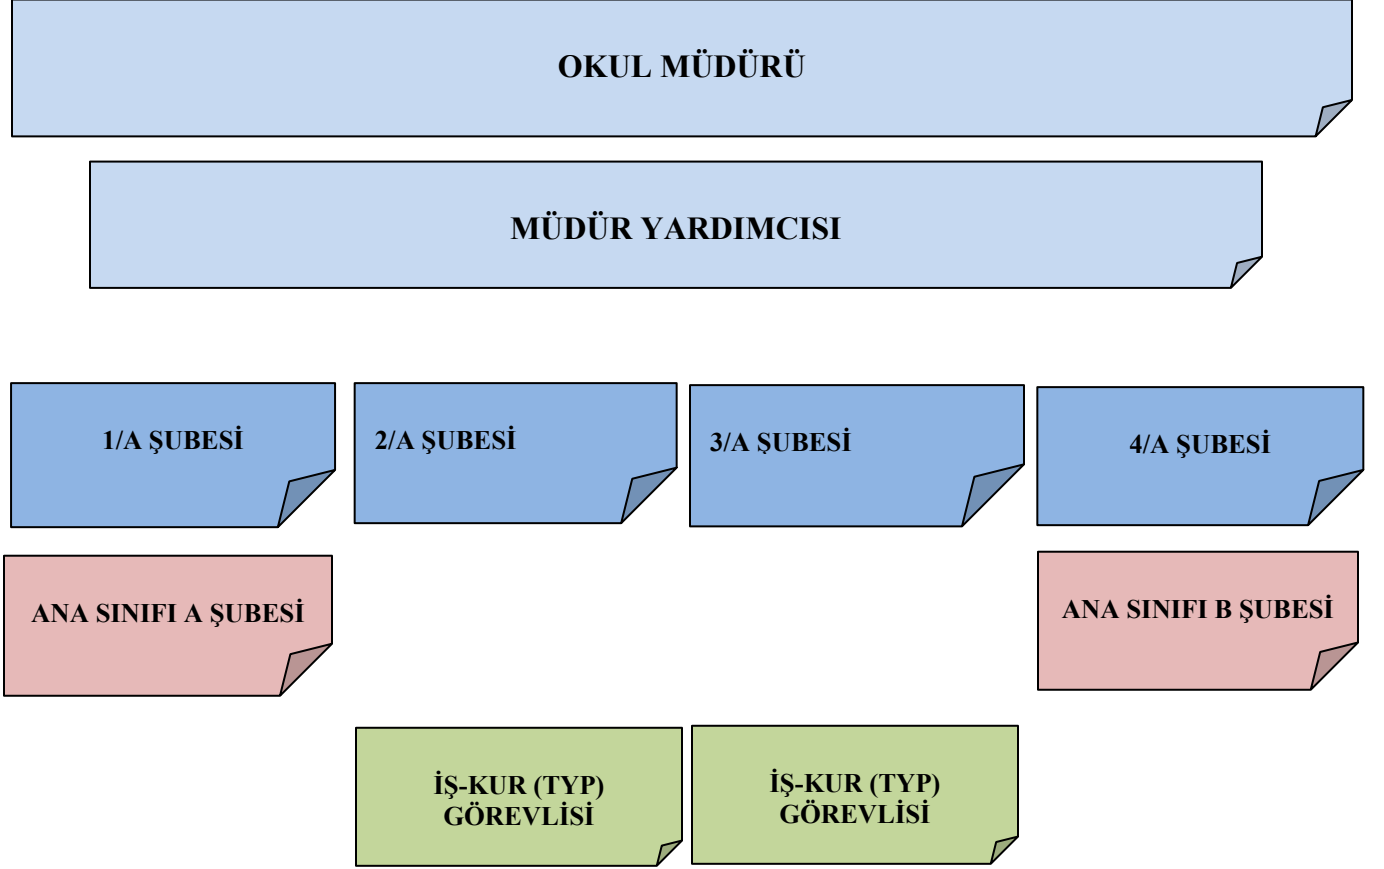 OKUL MÜDÜRÜ
MÜDÜR YARDIMCISI
1/A ŞUBESİ
2/A ŞUBESİ
3/A ŞUBESİ
4/A ŞUBESİ
ANA SINIFI A ŞUBESİ
ANA SINIFI B ŞUBESİ
İŞ-KUR (TYP)
GÖREVLİSİ
İŞ-KUR (TYP)
GÖREVLİSİ